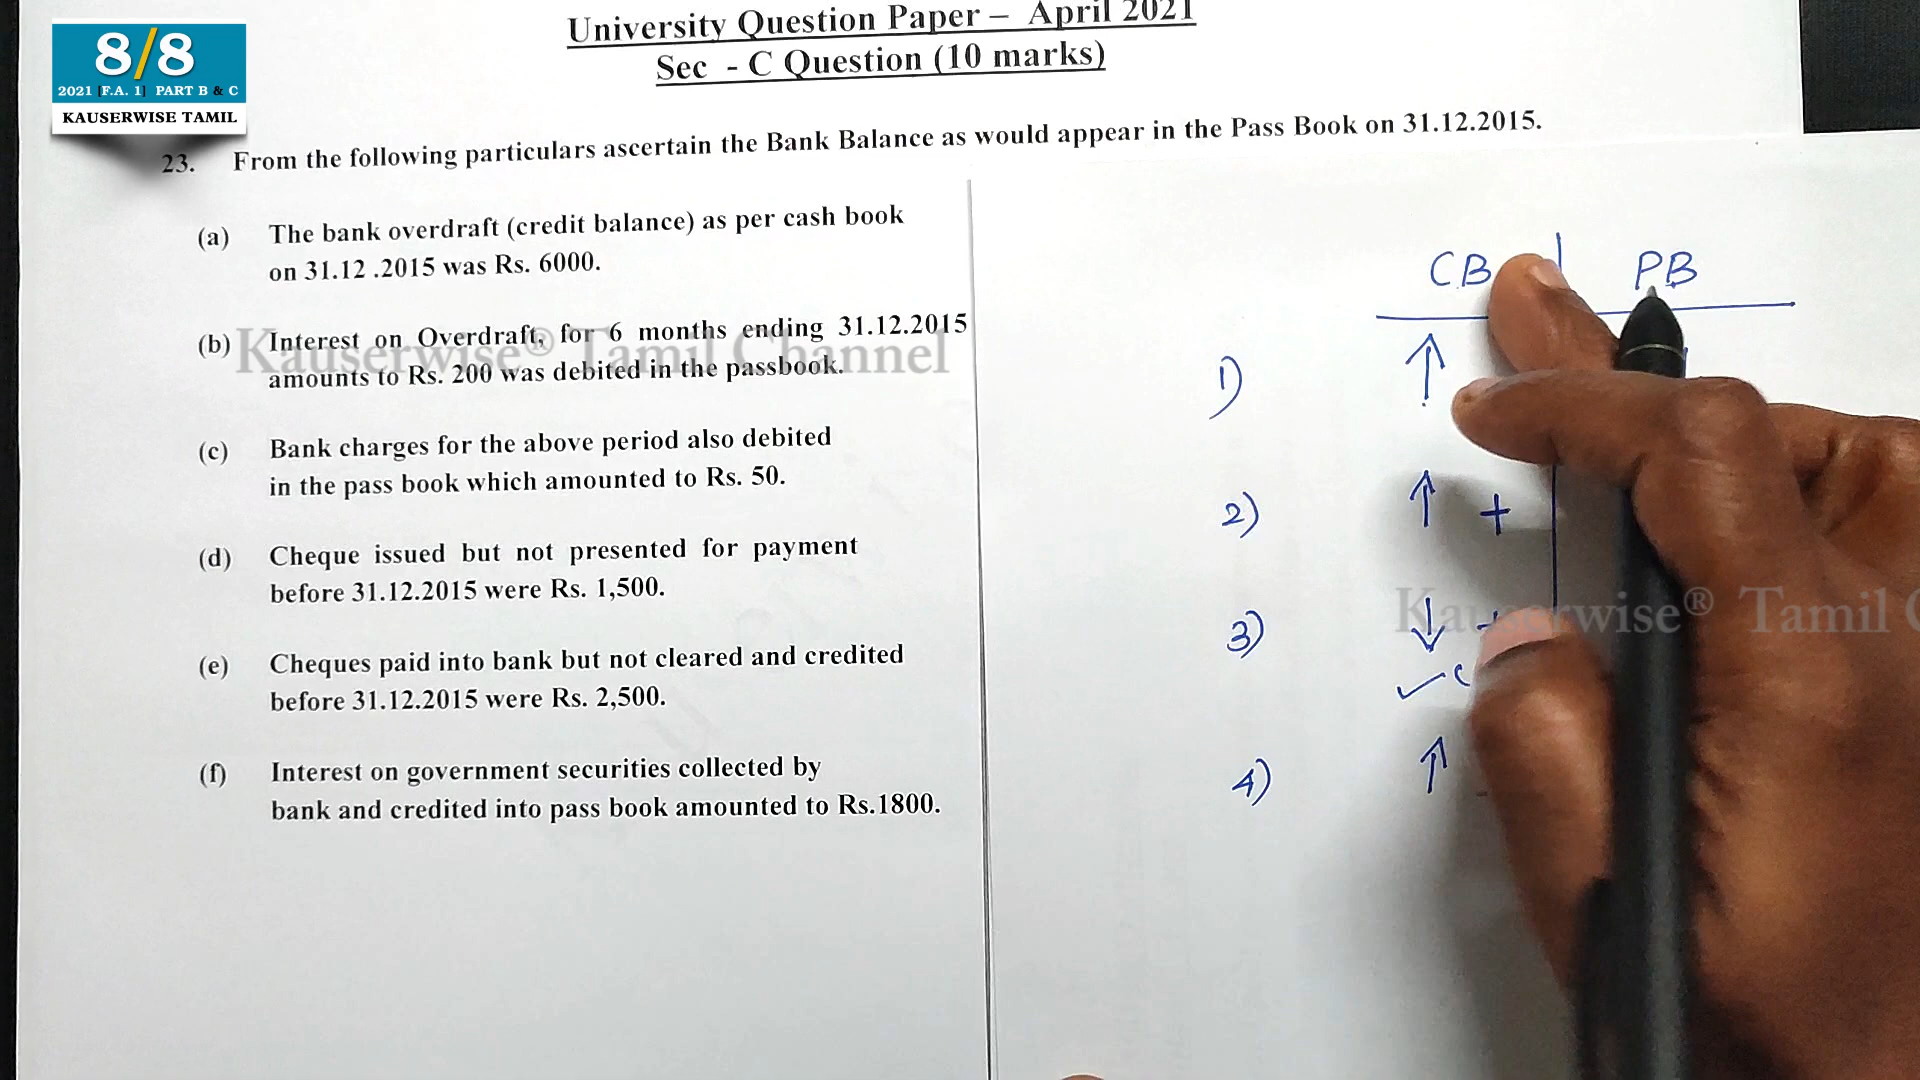 8/8
2021 [F.A. 1] PART B & C
KAUSERWISE TAMIL
University Question Paper – April 2021
Sec - C Question (10 marks)
23. From the following particulars ascertain the Bank Balance as would appear in the Pass Book on 31.12.2015.
(a) The bank overdraft (credit balance) as per cash book
on 31.12 .2015 was Rs. 6000.
(b) Interest on Overdraft, for 6 months ending 31.12.2015
amounts to Rs. 200 was debited in the passbook.
Kauserwise® Tamil Channel
(c) Bank charges for the above period also debited
in the pass book which amounted to Rs. 50.
(d) Cheque issued but not presented for payment
before 31.12.2015 were Rs. 1,500.
(e) Cheques paid into bank but not cleared and credited
before 31.12.2015 were Rs. 2,500.
(f) Interest on government securities collected by
bank and credited into pass book amounted to Rs.1800.
CB PB
1) ↑
2) ↑ +
3) ↓
✓
4) ↑
Kauserwise® Tamil C